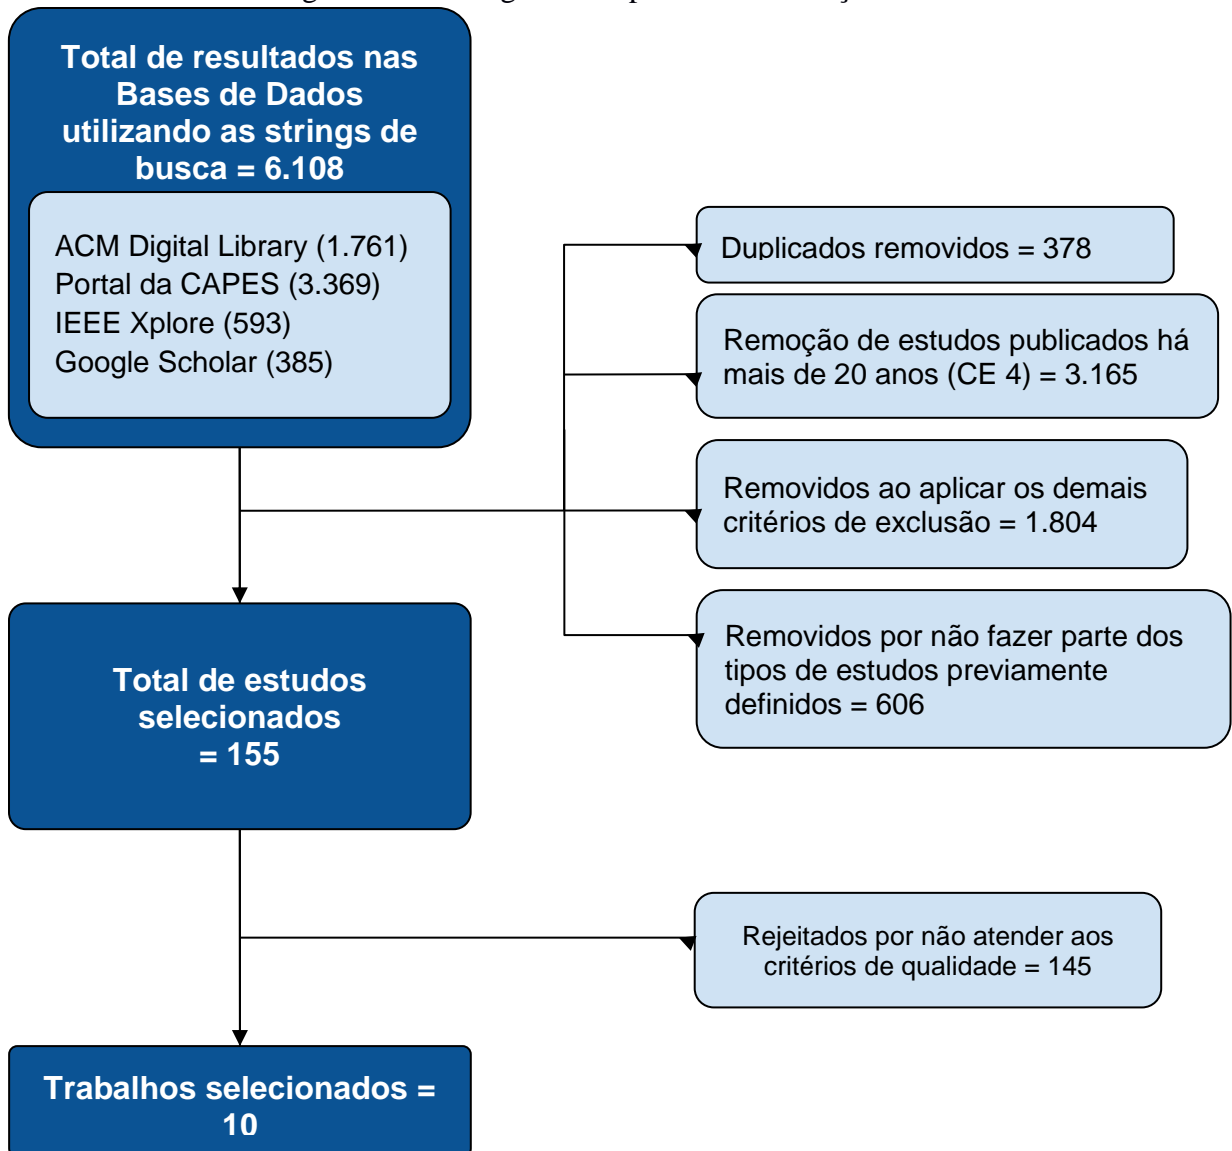 Total de resultados nas
Bases de Dados
utilizando as strings de
busca = 6.108
ACM Digital Library (1.761)
Portal da CAPES (3.369)
IEEE Xplore (593)
Google Scholar (385)
Duplicados removidos = 378
Remoção de estudos publicados há
mais de 20 anos (CE 4) = 3.165
Removidos ao aplicar os demais
critérios de exclusão = 1.804
Removidos por não fazer parte dos
tipos de estudos previamente
definidos = 606
Total de estudos
selecionados
= 155
Rejeitados por não atender aos
critérios de qualidade = 145
Trabalhos selecionados =
10